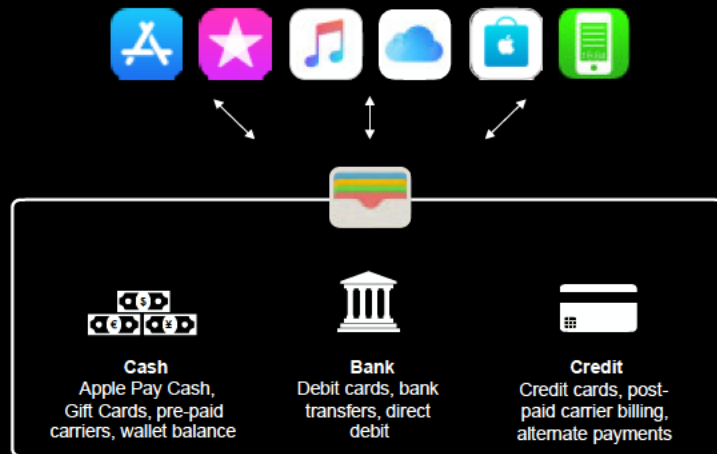 $
€ ¥
Cash
Apple Pay Cash,
Gift Cards, pre-paid
carriers, wallet balance
Bank
Debit cards, bank
transfers, direct
debit
Credit
Credit cards, post-
paid carrier billing,
alternate payments